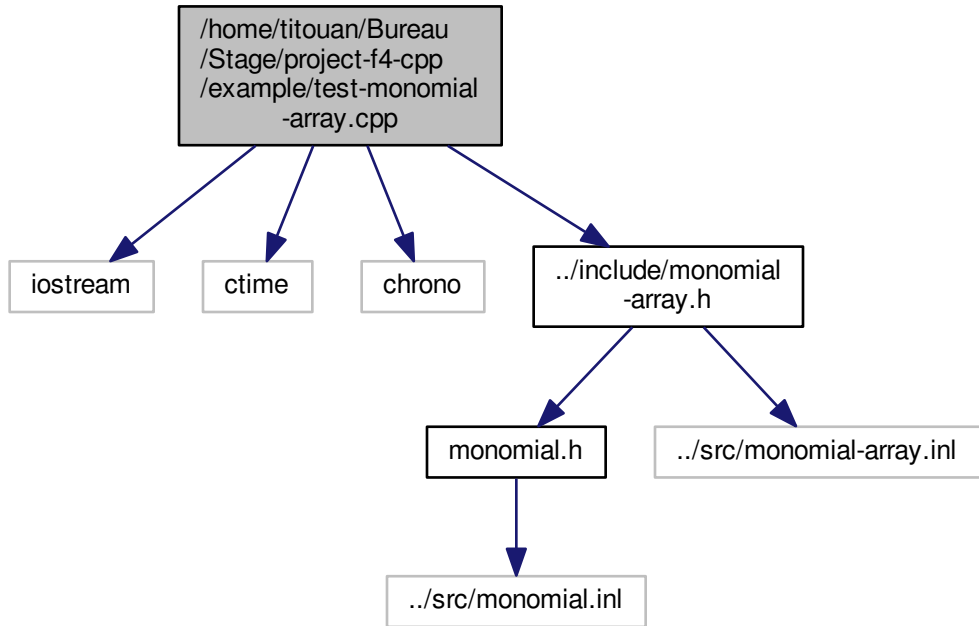 /home/titouan/Bureau
/Stage/project-f4-cpp
/example/test-monomial
-array.cpp
iostream
ctime
chrono
../include/monomial
-array.h
monomial.h
../src/monomial-array.inl
../src/monomial.inl